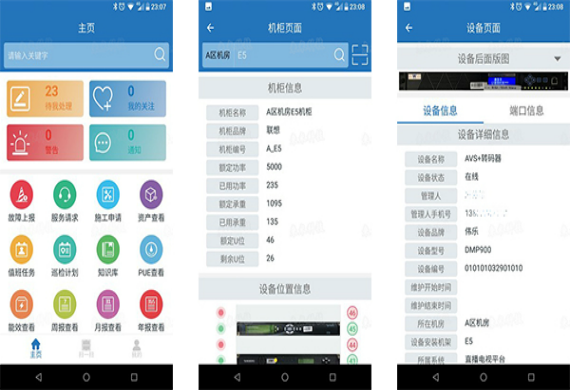 23:07
主页
请输入关键字
23
待我处理
0
我的关注
0
警告
0
通知
故障上报
服务请求
施工申请
资产查看
值班任务
巡检计划
知识库
PUE查看
能效查看
周报查看
月报查看
年报查看
主页
扫一扫
我的
23:08
机柜页面
A区机房 E5
机柜信息
机柜名称 A区机房E5机柜
机柜品牌 联想
机柜编号 A_E5
额定功率 5000
已用功率 235
额定承重 1095
已用承重 135
额定U位 46
剩余U位 26
设备位置信息
46
45
44
43
23:08
设备页面
设备后面版图
设备信息 端口信息
设备详细信息
设备名称 AVS+转码器
设备状态 在线
管理人
管理人手机号
设备品牌 伟乐
设备型号 DMP900
设备编号 010101032901010
维护开始时间
维护结束时间
所在机房 A区机房
设备安装机架 E5
所属系统 直播电视平台